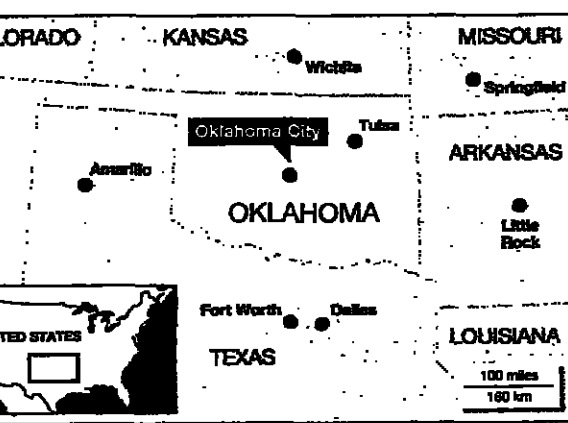 LORADO
KANSAS
MISSOURI
Wichita
Springfield
Oklahoma City
Tulsa
ARKANSAS
Amarillo
OKLAHOMA
Little
Rock
Fort Worth
Dallas
TED STATES
LOUISIANA
TEXAS
100 miles
160 km